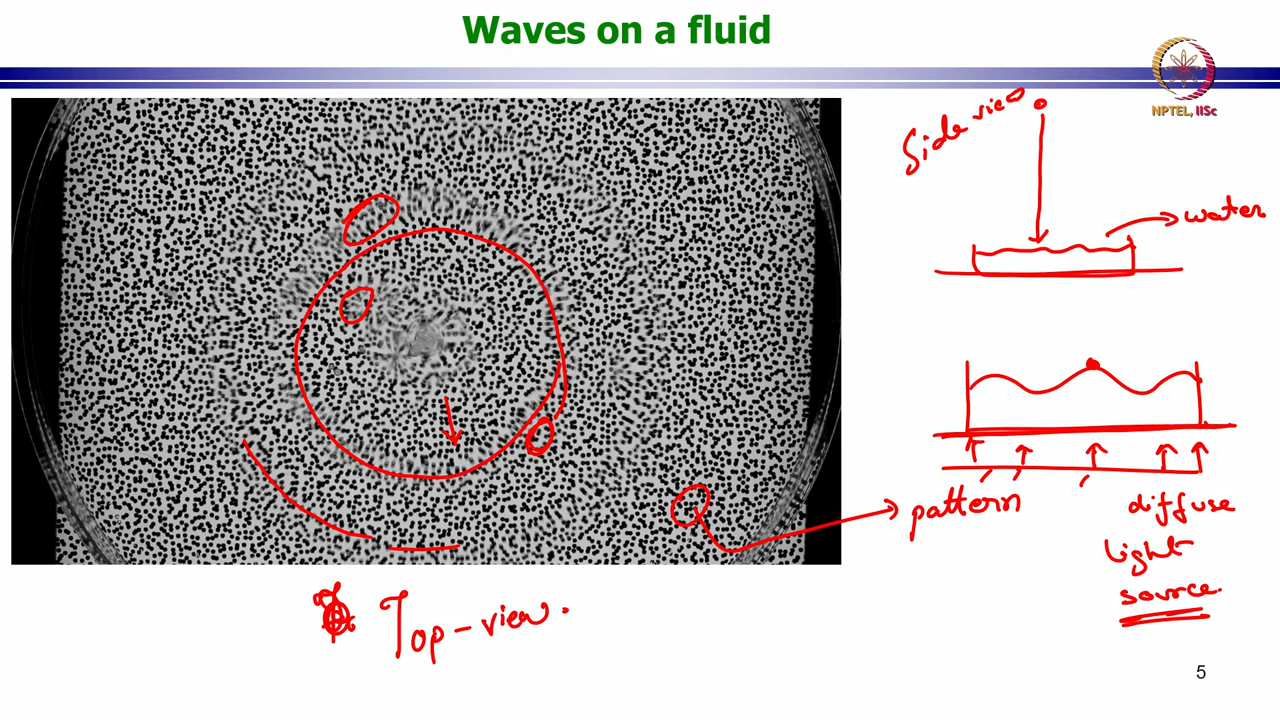 Waves on a fluid
NPTEL, IISc
Side view
water
pattern
diffuse
light
source.
Top-view.
5